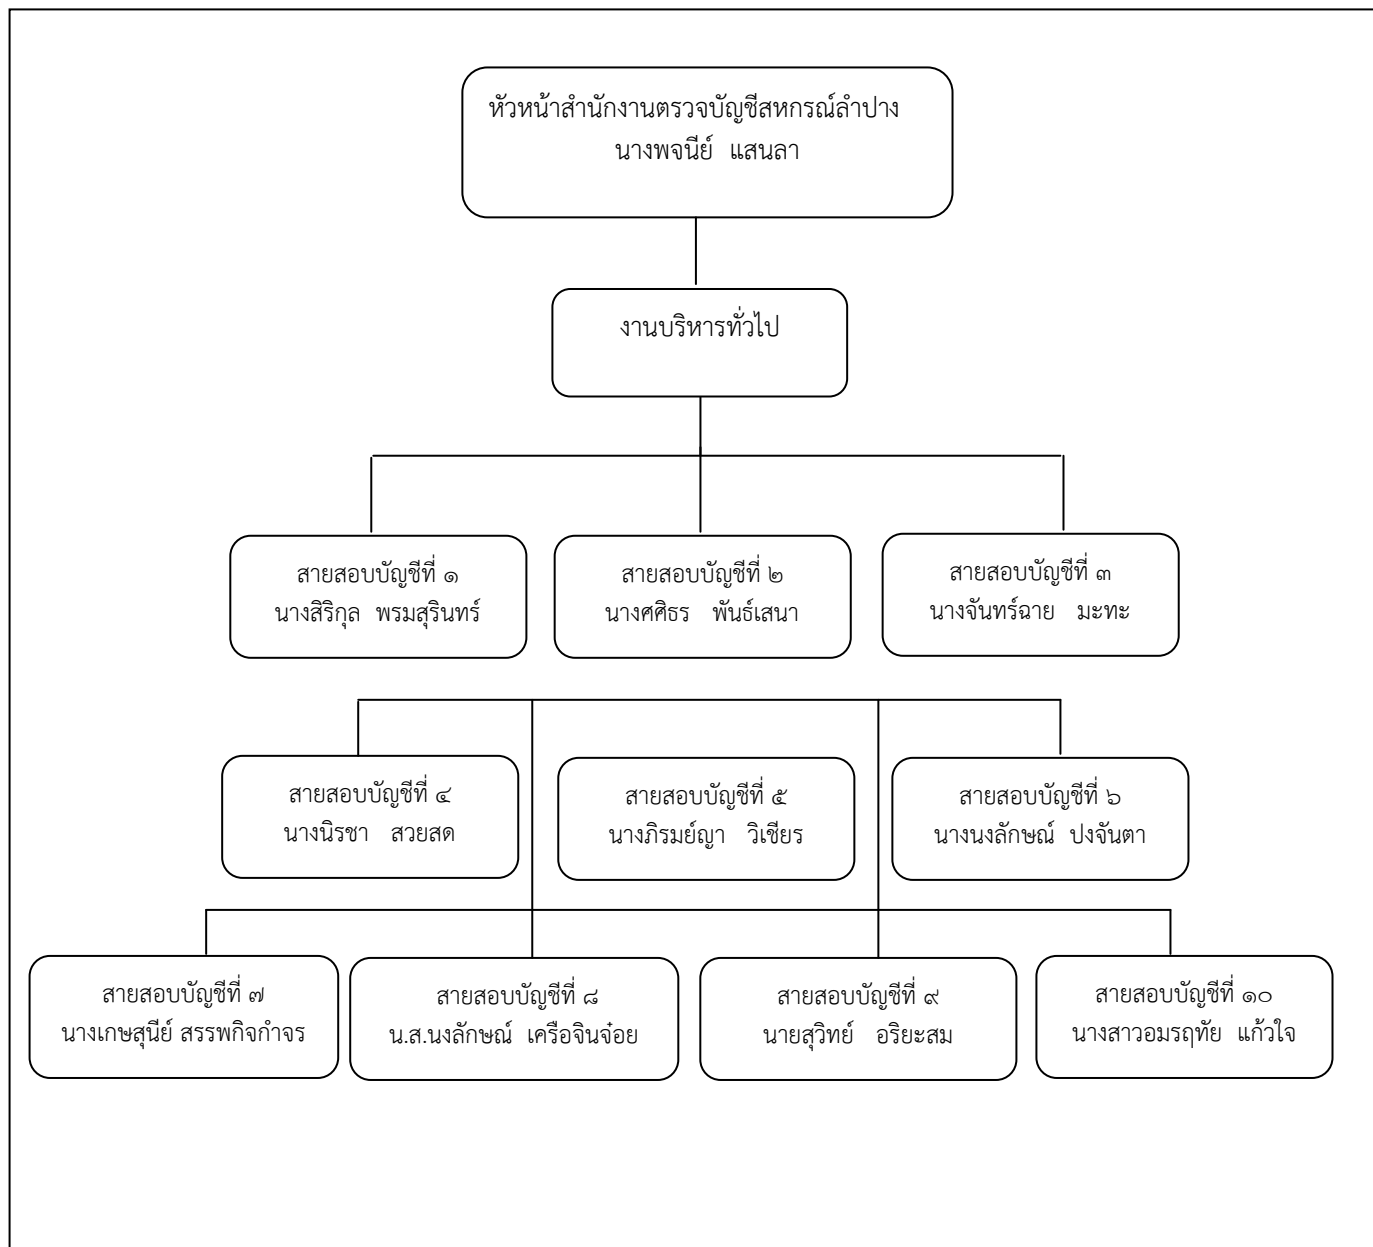 หัวหน้าสำนักงานตรวจบัญชีสหกรณ์ลำปาง
นางพจนีย์ แสนลา
งานบริหารทั่วไป
สายสอบบัญชีที่ ๑
นางสิริกุล พรมสุรินทร์
สายสอบบัญชีที่ ๒
นางศศิธร พันธ์เสนา
สายสอบบัญชีที่ ๓
นางจันทร์ฉาย มะทะ
สายสอบบัญชีที่ ๔
นางนิรชา สวยสด
สายสอบบัญชีที่ ๕
นางภิรมย์ญา วิเชียร
สายสอบบัญชีที่ ๖
นางนงลักษณ์ ปงจันตา
สายสอบบัญชีที่ ๗
นางเกษสุนีย์ สรรพกิจกำจร
สายสอบบัญชีที่ ๘
น.ส.นงลักษณ์ เครือจินจ๋อย
สายสอบบัญชีที่ ๙
นายสุวิทย์ อริยะสม
สายสอบบัญชีที่ ๑๐
นางสาวอมรฤทัย แก้วใจ